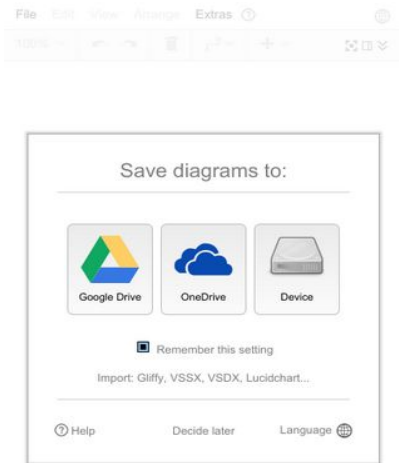 File Edit View Arrange Extras
100%
Save diagrams to:
Google Drive OneDrive Device
Remember this setting
Import: Gliffy, VSSX, VSDX, Lucidchart...
Help Decide later Language